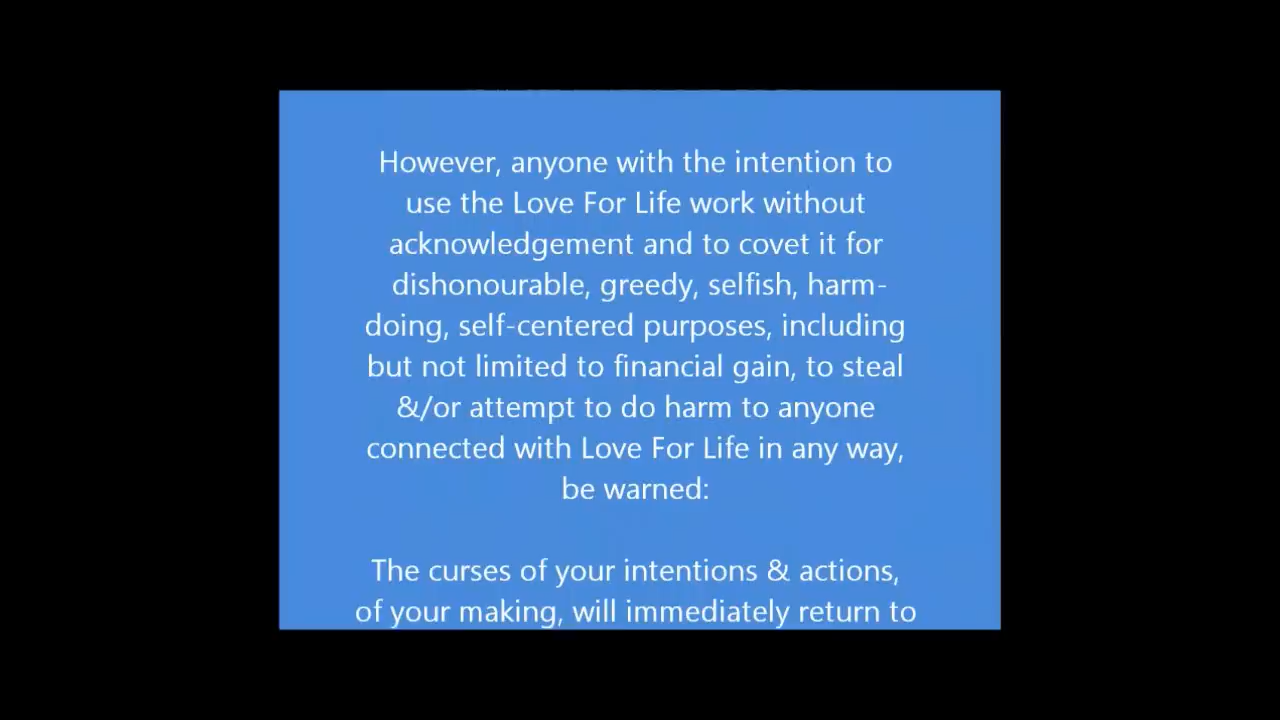 However, anyone with the intention to
use the Love For Life work without
acknowledgement and to covet it for
dishonourable, greedy, selfish, harm-
doing, self-centered purposes, including
but not limited to financial gain, to steal
&/or attempt to do harm to anyone
connected with Love For Life in any way,
be warned:
The curses of your intentions & actions,
of your making, will immediately return to